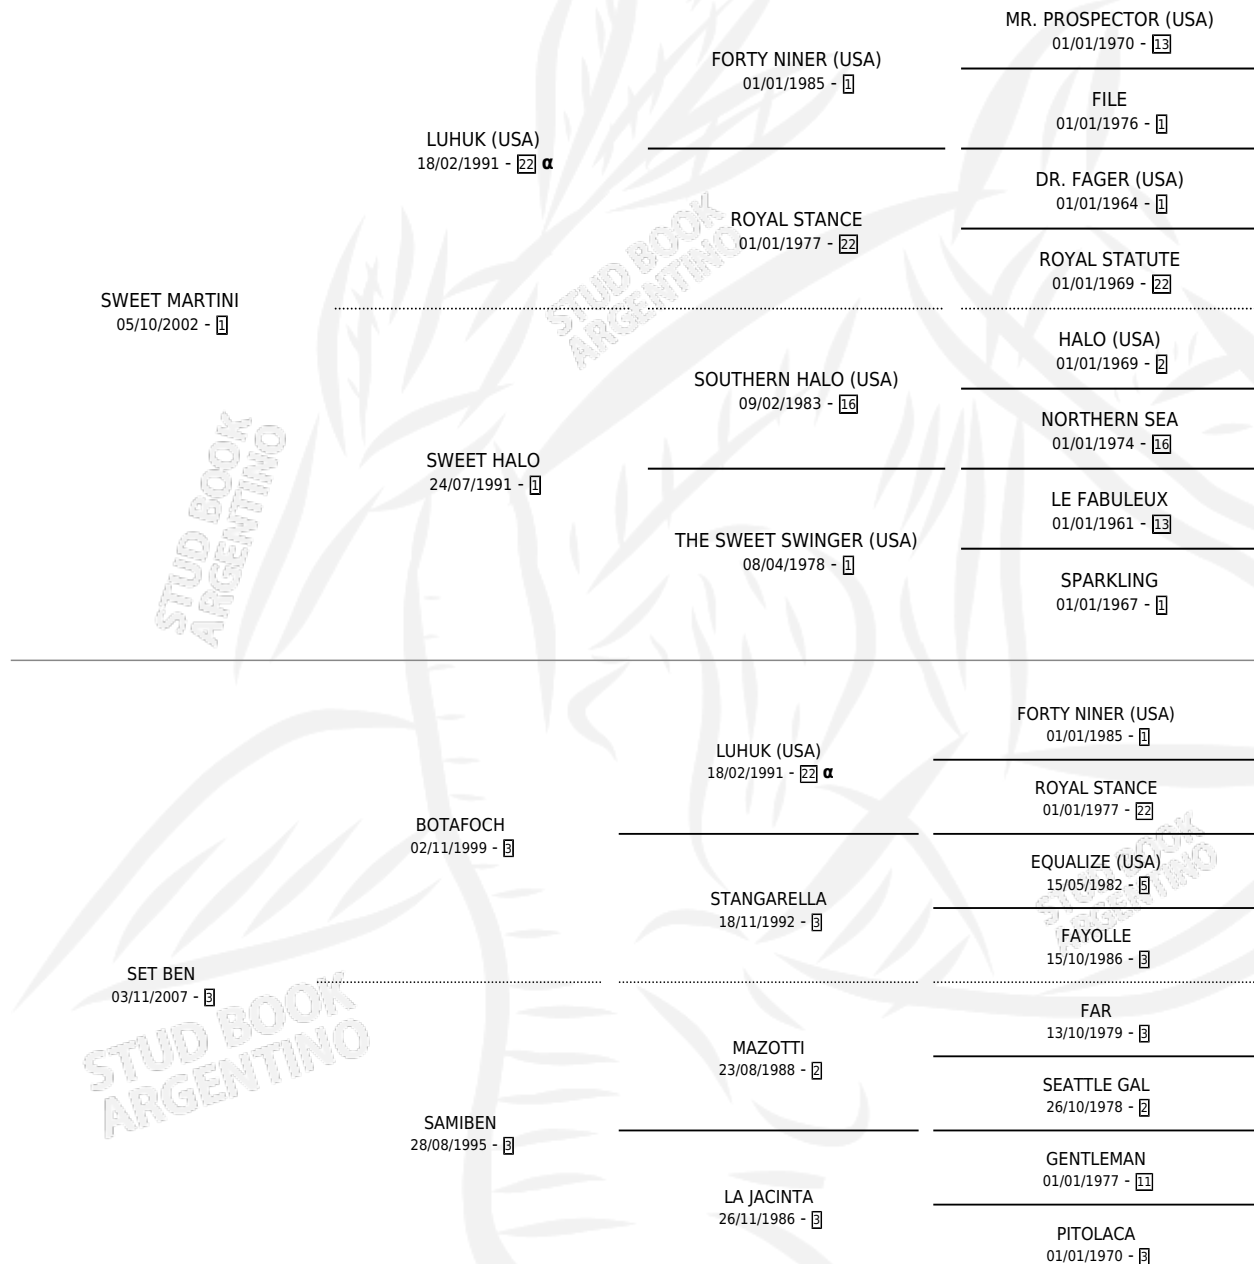 MR. PROSPECTOR (USA)
01/01/1970 - 13
FORTY NINER (USA)
01/01/1985 - 1
FILE
01/01/1976 - 1
LUHUK (USA)
18/02/1991 - 22 α
DR. FAGER (USA)
01/01/1964 - 1
ROYAL STANCE
01/01/1977 - 22
ROYAL STATUTE
01/01/1969 - 22
SWEET MARTINI
05/10/2002 - 1
HALO (USA)
01/01/1969 - 2
SOUTHERN HALO (USA)
09/02/1983 - 16
NORTHERN SEA
01/01/1974 - 16
SWEET HALO
24/07/1991 - 1
LE FABULEUX
01/01/1961 - 13
THE SWEET SWINGER (USA)
08/04/1978 - 1
SPARKLING
01/01/1967 - 1
FORTY NINER (USA)
01/01/1985 - 1
LUHUK (USA)
18/02/1991 - 22 α
ROYAL STANCE
01/01/1977 - 22
BOTAFOCH
02/11/1999 - 3
EQUALIZE (USA)
15/05/1982 - 5
STANGARELLA
18/11/1992 - 3
FAYOLLE
15/10/1986 - 3
SET BEN
03/11/2007 - 3
FAR
13/10/1979 - 3
MAZOTTI
23/08/1988 - 2
SEATTLE GAL
26/10/1978 - 2
SAMIBEN
28/08/1995 - 3
GENTLEMAN
01/01/1977 - 11
LA JACINTA
26/11/1986 - 3
PITOLACA
01/01/1970 - 3
STUD BOOK
ARGENTINO
STUD BOOK
ARGENTINO
STUD BOOK
ARGENTINO
STUD BOOK
ARGENTINO